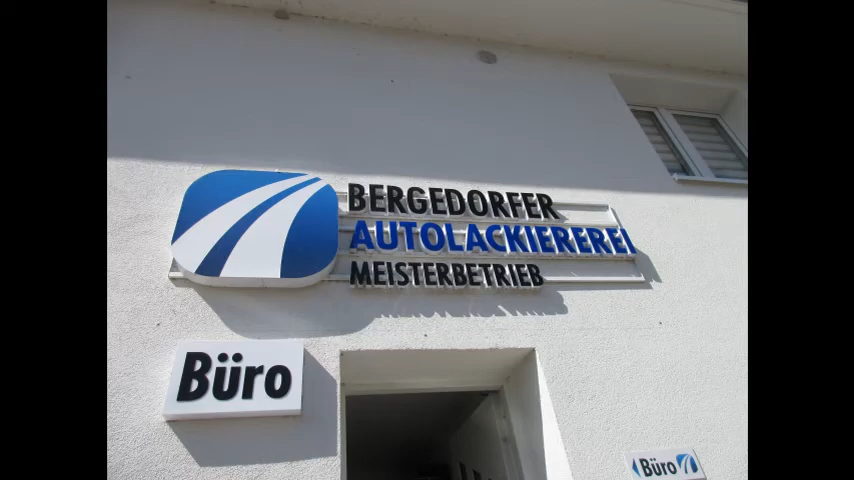 BERGEDORFER
AUTOLACKIEREREI
MEISTERBETRIEB
Büro
Büro